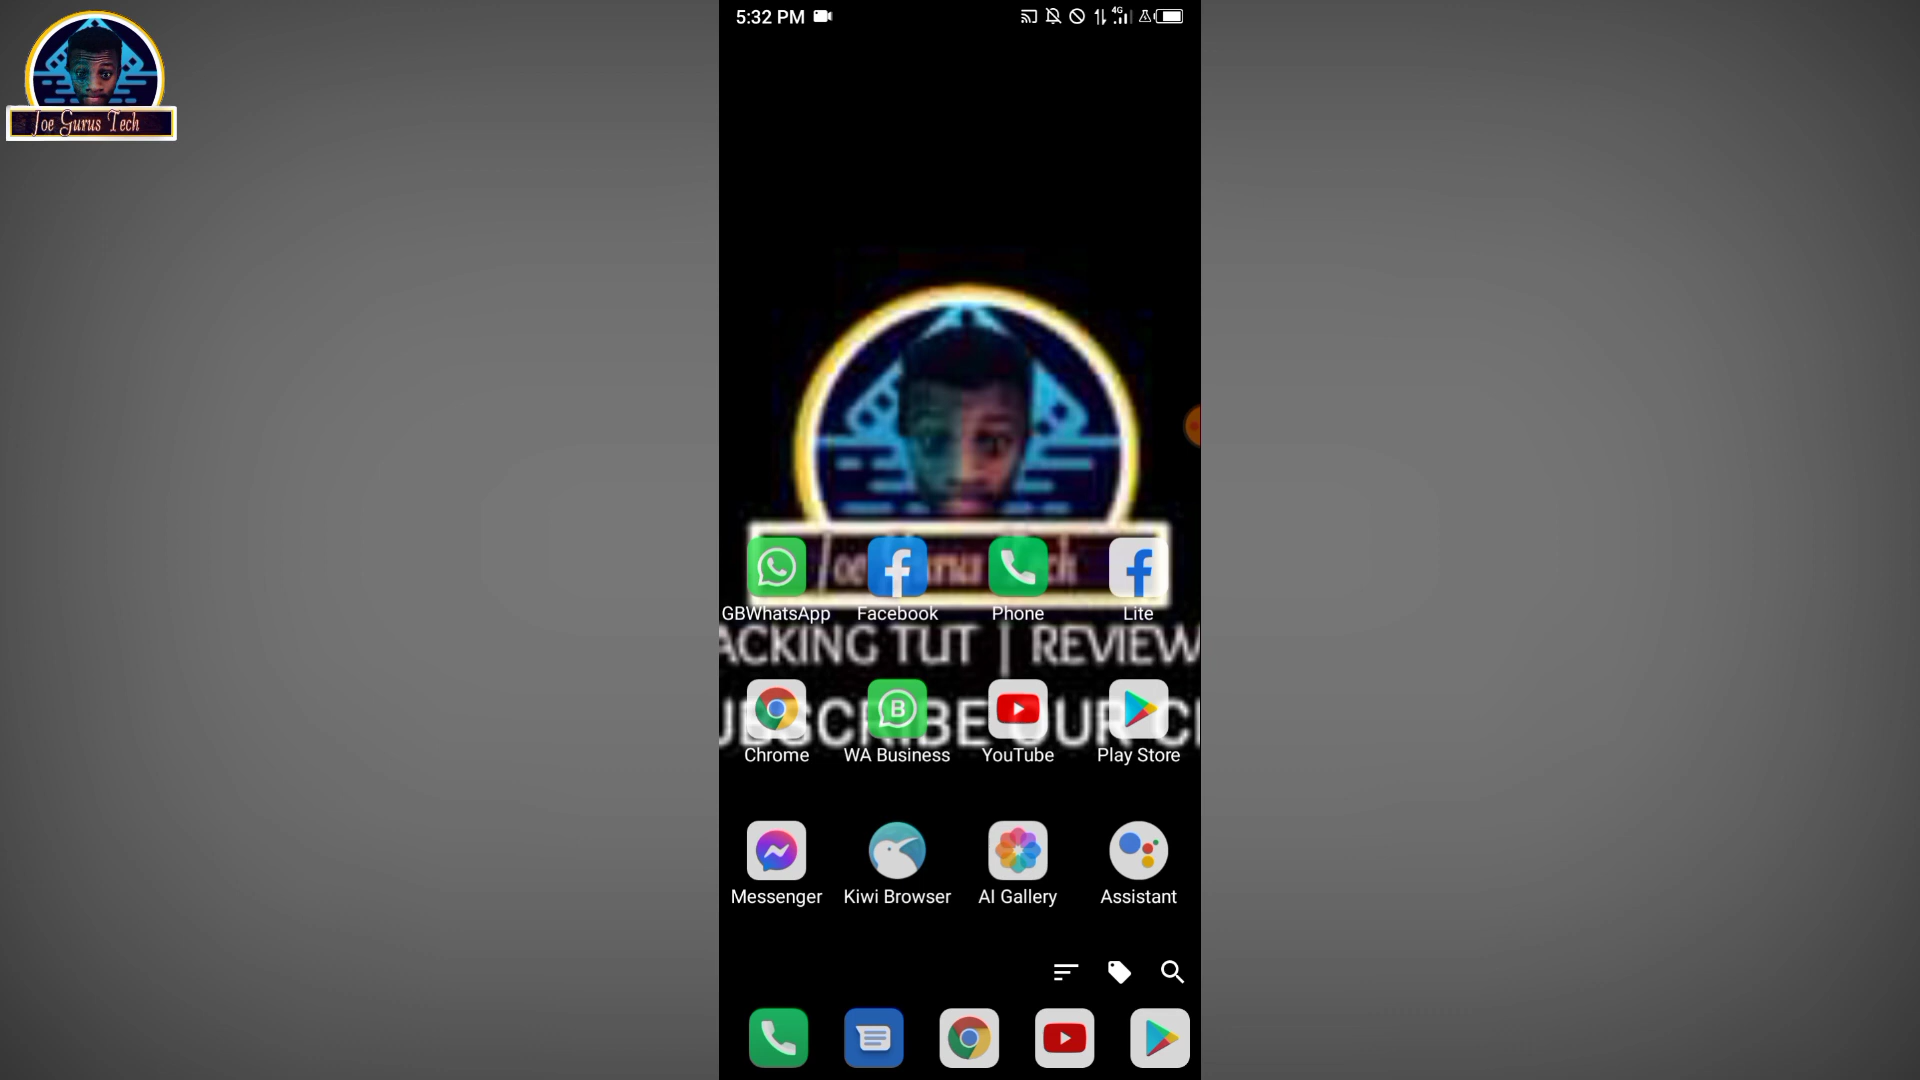 5:32 PM
4G
Joe Gurus Tech
GBWhatsApp Facebook Phone Lite
ACKING TUT | REVIEW
Chrome WA Business YouTube Play Store
Messenger Kiwi Browser AI Gallery Assistant